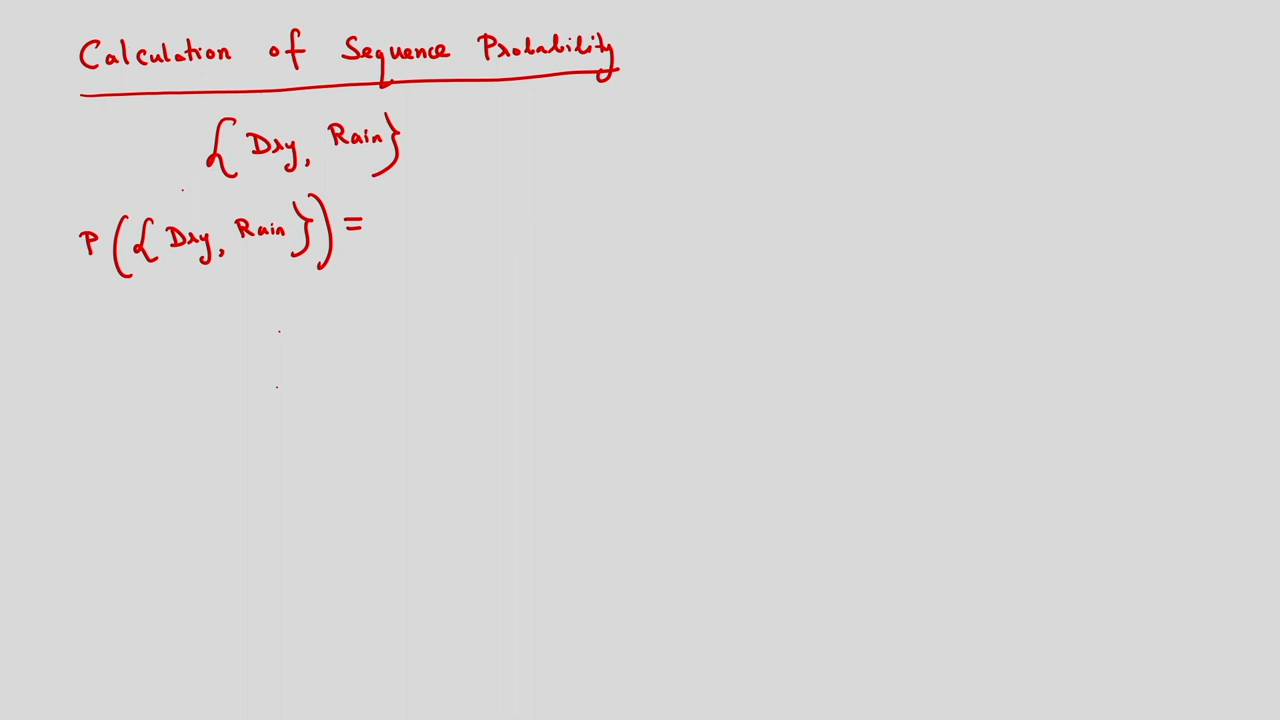 Calculation of Sequence Probability
{Dry, Rain}
P({Dry, Rain}) =